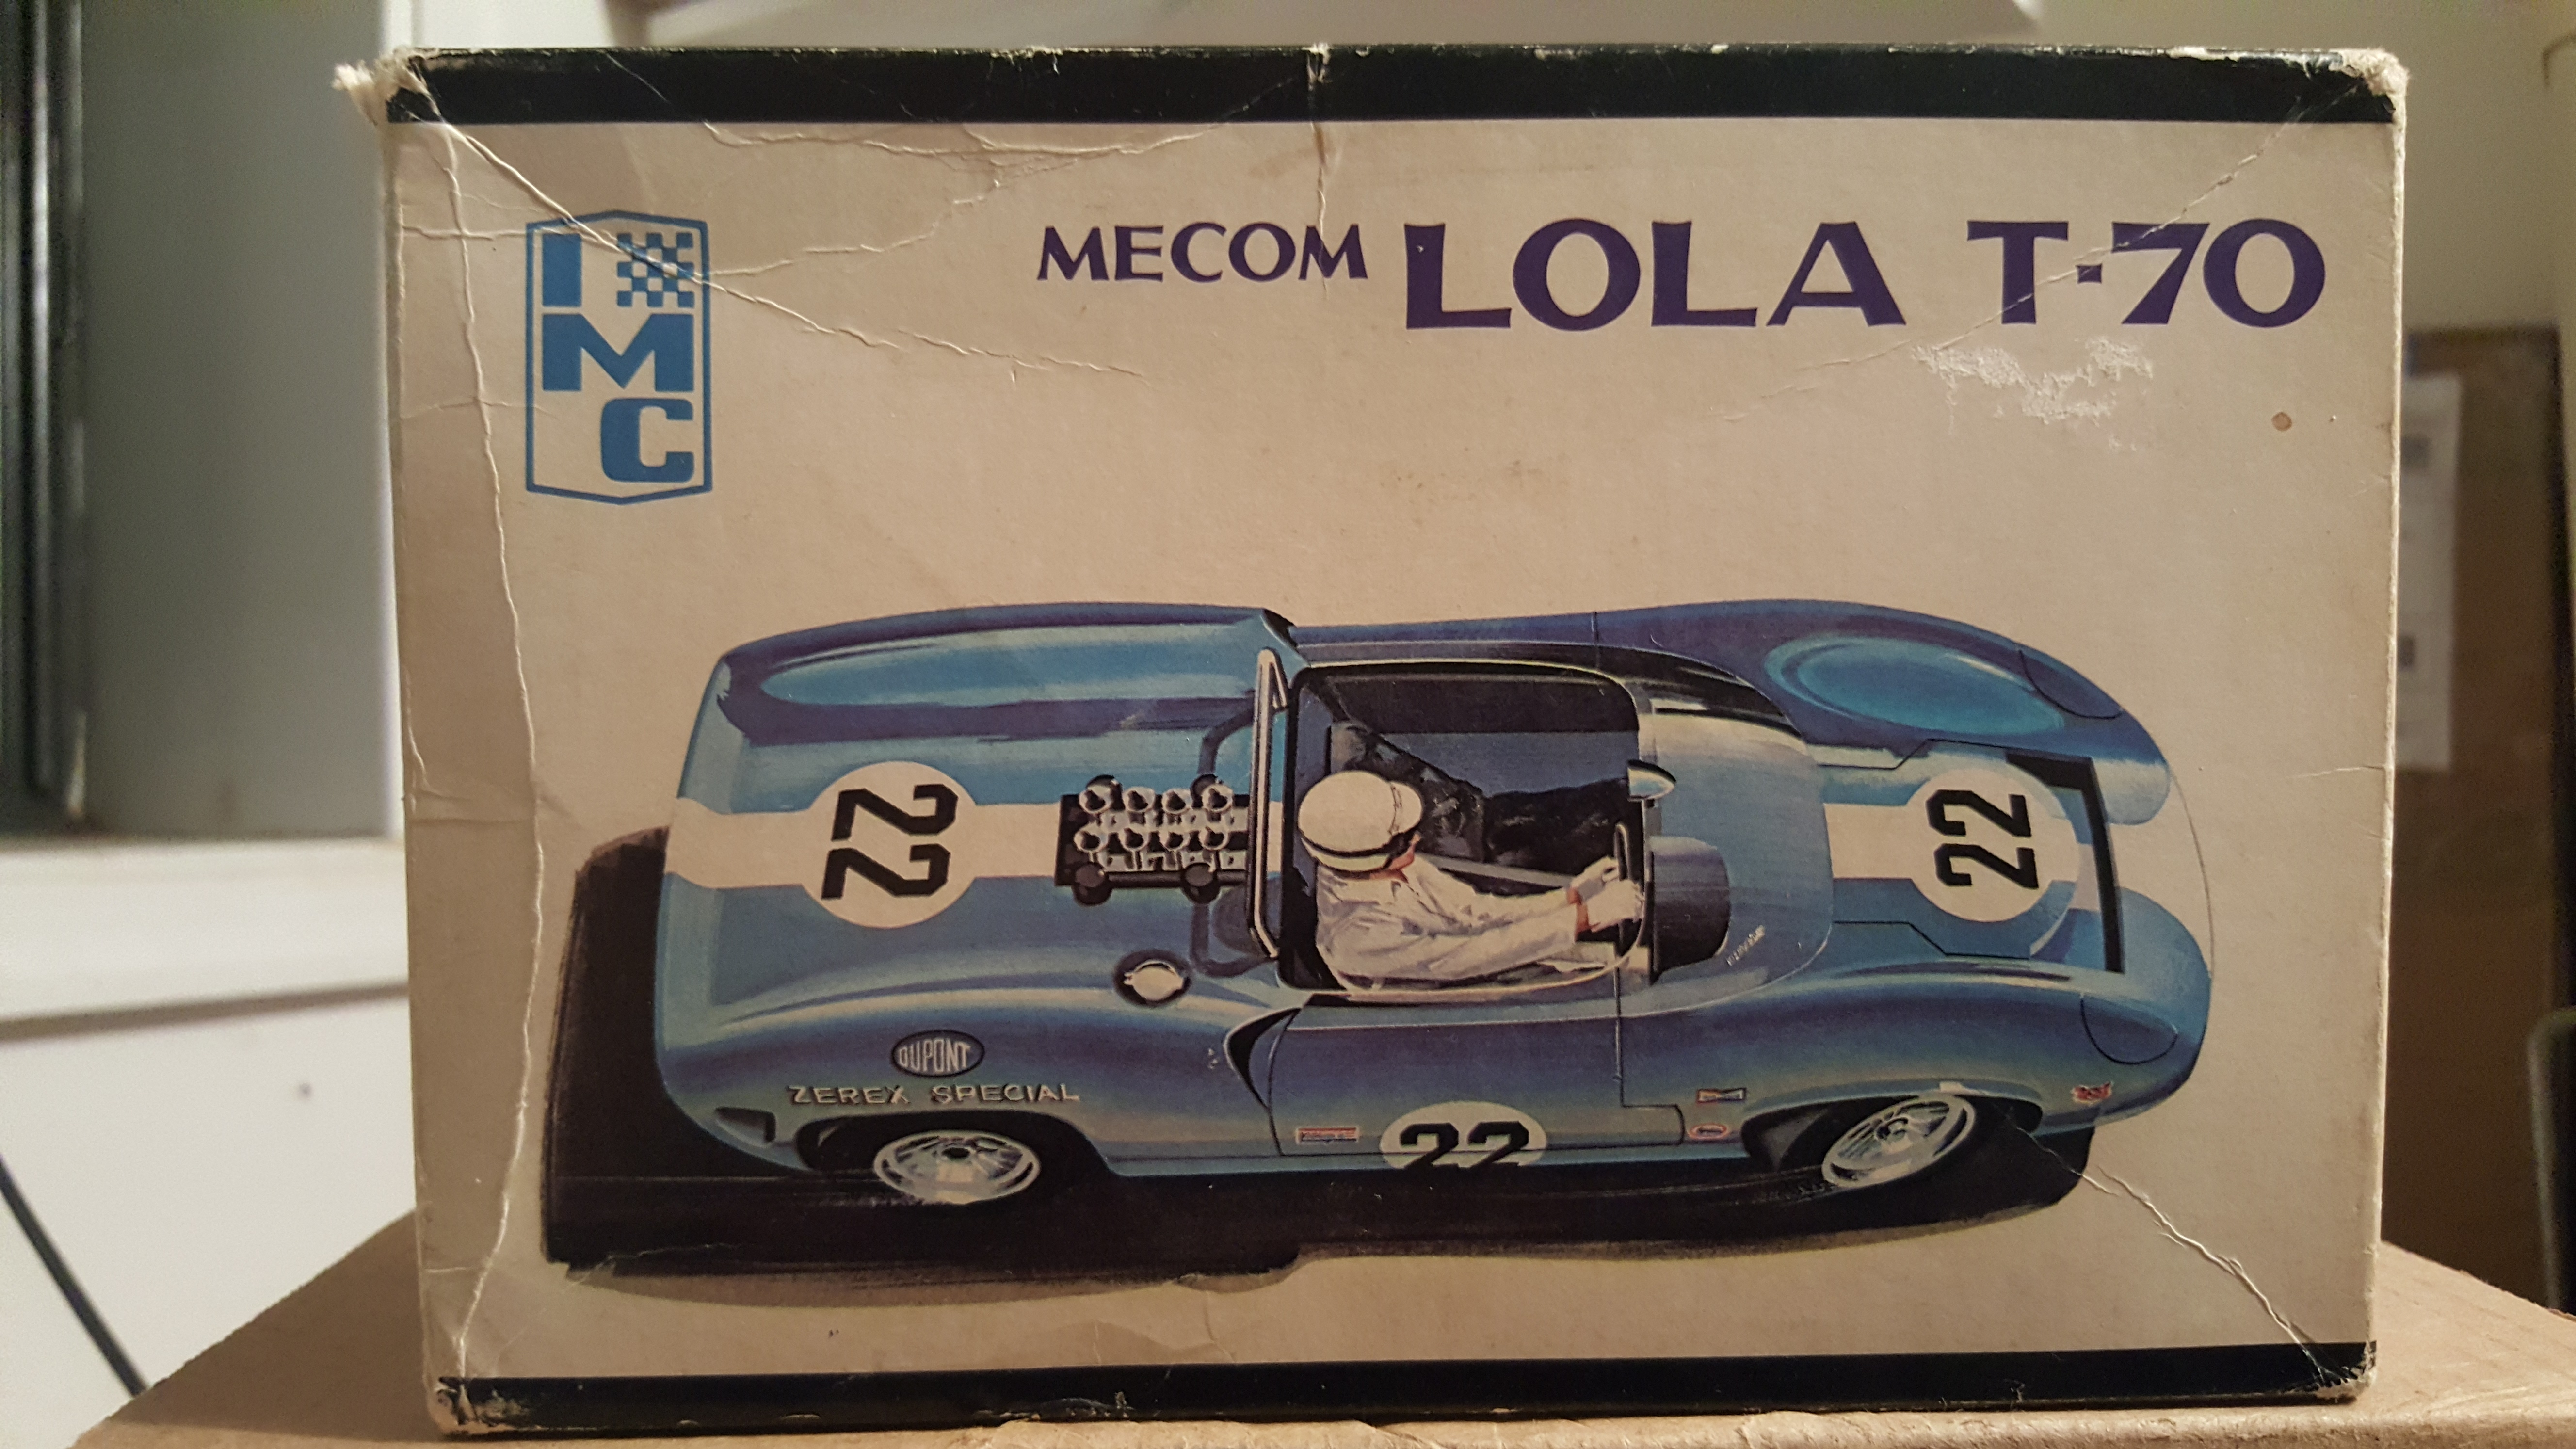 IMC
MECOM LOLA T·70
22
22
DUPONT
ZEREX SPECIAL
22